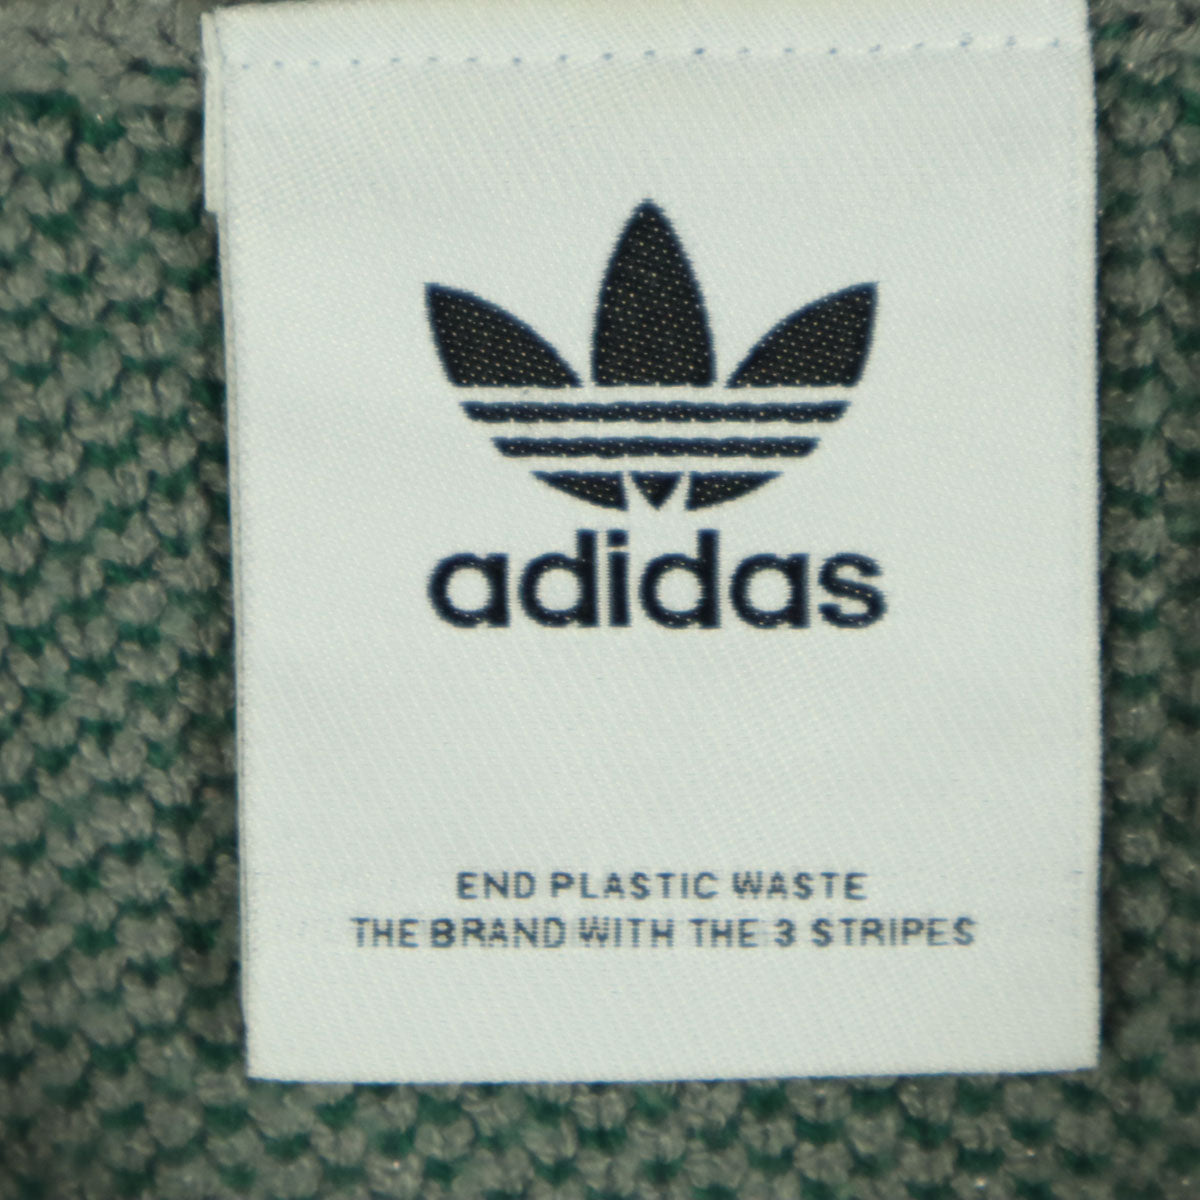 adidas
END PLASTIC WASTE
THE BRAND WITH THE 3 STRIPES